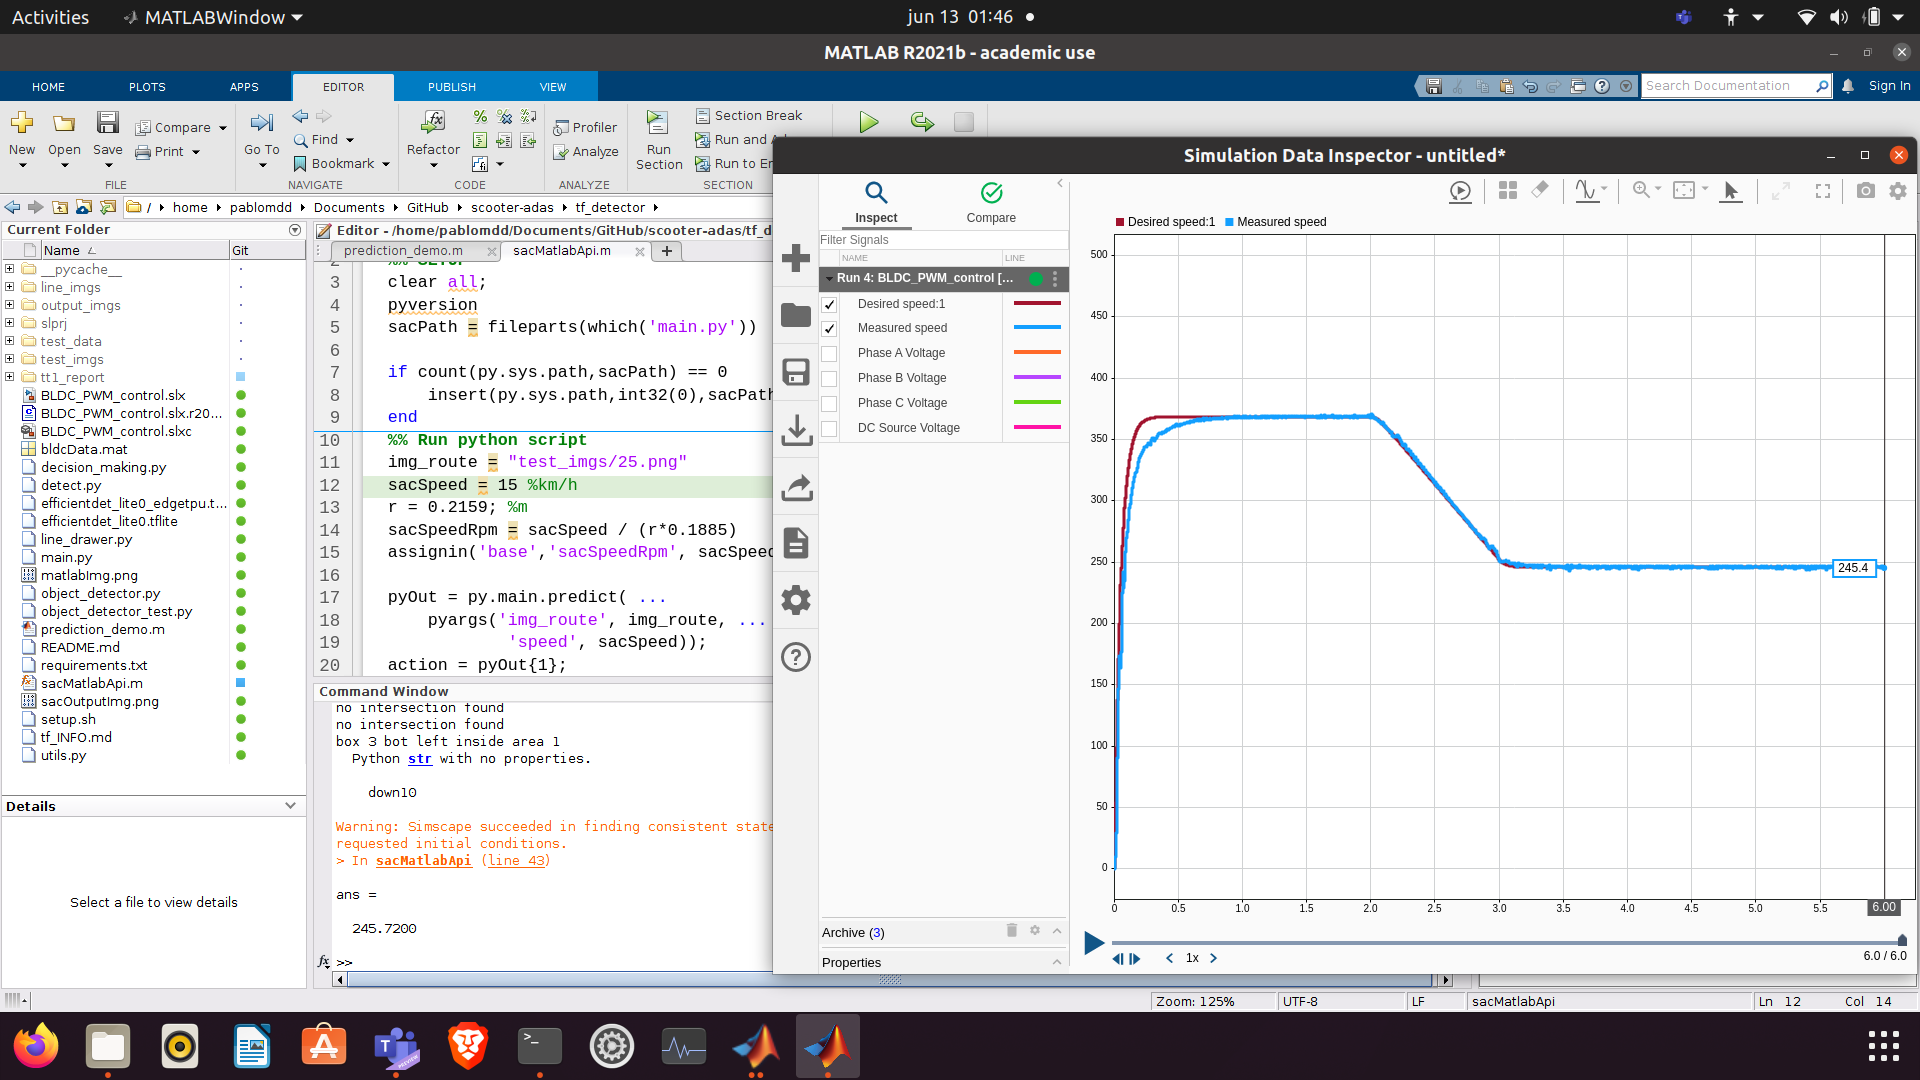 Activities
MATLABWindow
jun 13 01:46
MATLAB R2021b - academic use
HOME PLOTS APPS EDITOR PUBLISH VIEW
Search Documentation
Sign In
New Open Save Compare Print
Go To Find Bookmark
Refactor
Profiler
Analyze
Run Section
Section Break
Run and A
Run to En
FILE NAVIGATE CODE ANALYZE SECTION
/ home pablomdd Documents GitHub scooter-adas tf_detector
Current Folder
Name Git
__pycache__
line_imgs
output_imgs
slprj
test_data
test_imgs
tt1_report
BLDC_PWM_control.slx
BLDC_PWM_control.slx.r20...
BLDC_PWM_control.slxc
bldcData.mat
decision_making.py
detect.py
efficientdet_lite0_edgetpu.t...
efficientdet_lite0.tflite
line_drawer.py
main.py
matlabImg.png
object_detector.py
object_detector_test.py
prediction_demo.m
README.md
requirements.txt
sacMatlabApi.m
sacOutputImg.png
setup.sh
tf_INFO.md
utils.py
Details
Select a file to view details
Editor - /home/pablomdd/Documents/GitHub/scooter-adas/tf_d
prediction_demo.m
sacMatlabApi.m
2 %% SETUP
3 clear all;
4 pyversion
5 sacPath = fileparts(which('main.py'))
6
7 if count(py.sys.path,sacPath) == 0
8 insert(py.sys.path,int32(0),sacPath
9 end
10 %% Run python script
11 img_route = "test_imgs/25.png"
12 sacSpeed = 15 %km/h
13 r = 0.2159; %m
14 sacSpeedRpm = sacSpeed / (r*0.1885)
15 assignin('base','sacSpeedRpm', sacSpeed
16
17 pyOut = py.main.predict( ...
18 pyargs('img_route', img_route, ...
19 'speed', sacSpeed));
20 action = pyOut{1};
Command Window
no intersection found
no intersection found
box 3 bot left inside area 1
Python str with no properties.
down10
Warning: Simscape succeeded in finding consistent state
requested initial conditions.
> In sacMatlabApi (line 43)
ans =
245.7200
fx >>
Simulation Data Inspector - untitled*
Inspect
Compare
Filter Signals
NAME LINE
Run 4: BLDC_PWM_control [...
Desired speed:1
Measured speed
Phase A Voltage
Phase B Voltage
Phase C Voltage
DC Source Voltage
Archive (3)
Properties
Desired speed:1 Measured speed
500
450
400
350
300
250
200
150
100
50
0
245.4
0 0.5 1.0 1.5 2.0 2.5 3.0 3.5 4.0 4.5 5.0 5.5 6.00
1x
6.0 / 6.0
Zoom: 125% UTF-8 LF sacMatlabApi Ln 12 Col 14
PREVIEW